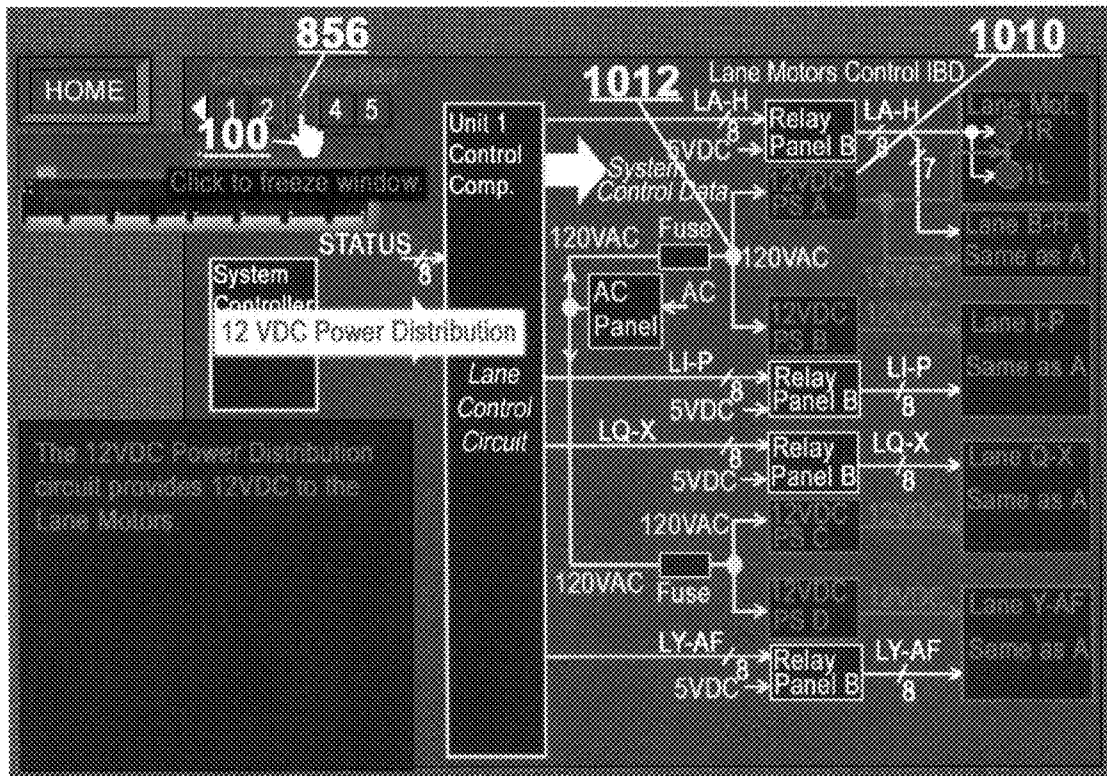 856
1010
1012
Lane Motors Control IBD
HOME
1 2 4 5
100
Click to freeze window
Unit 1
Control
Comp.
LA-H
8
5VDC
Relay
Panel B
LA-H
8
7
Lane Mot.
1R
1L
System
Control Data
12VDC
PS A
Lane B-H
Same as A
STATUS
8
120VAC
Fuse
120VAC
System
Controller
AC
Panel
AC
12 VDC Power Distribution
12VDC
PS B
Lane I-P
Same as A
Lane
Control
Circuit
LI-P
8
5VDC
Relay
Panel B
LI-P
8
LQ-X
8
5VDC
Relay
Panel B
LQ-X
8
Lane Q-X
Same as A
The 12VDC Power Distribution
circuit provides 12VDC to the
Lane Motors
120VAC
12VDC
PS C
120VAC
Fuse
12VDC
PS D
Lane Y-AF
Same as A
LY-AF
8
5VDC
Relay
Panel B
LY-AF
8